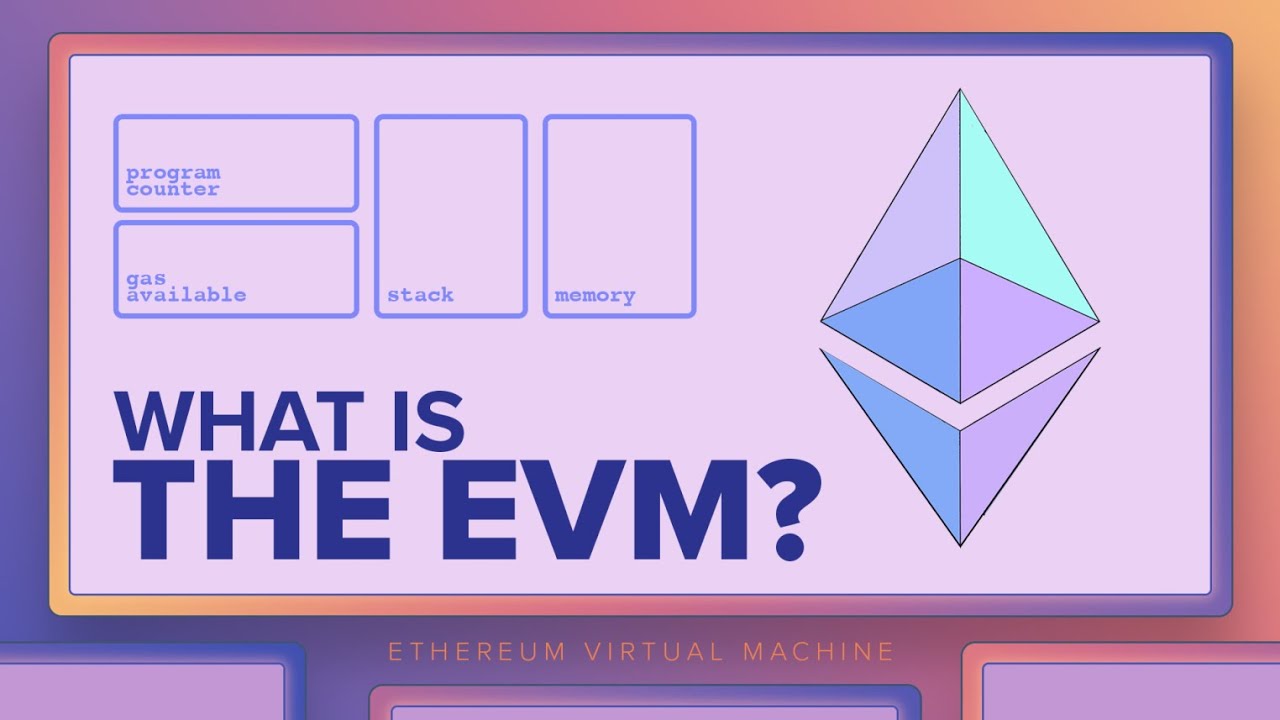 program
counter
gas
available
stack
memory
WHAT IS
THE EVM?
ETHEREUM VIRTUAL MACHINE